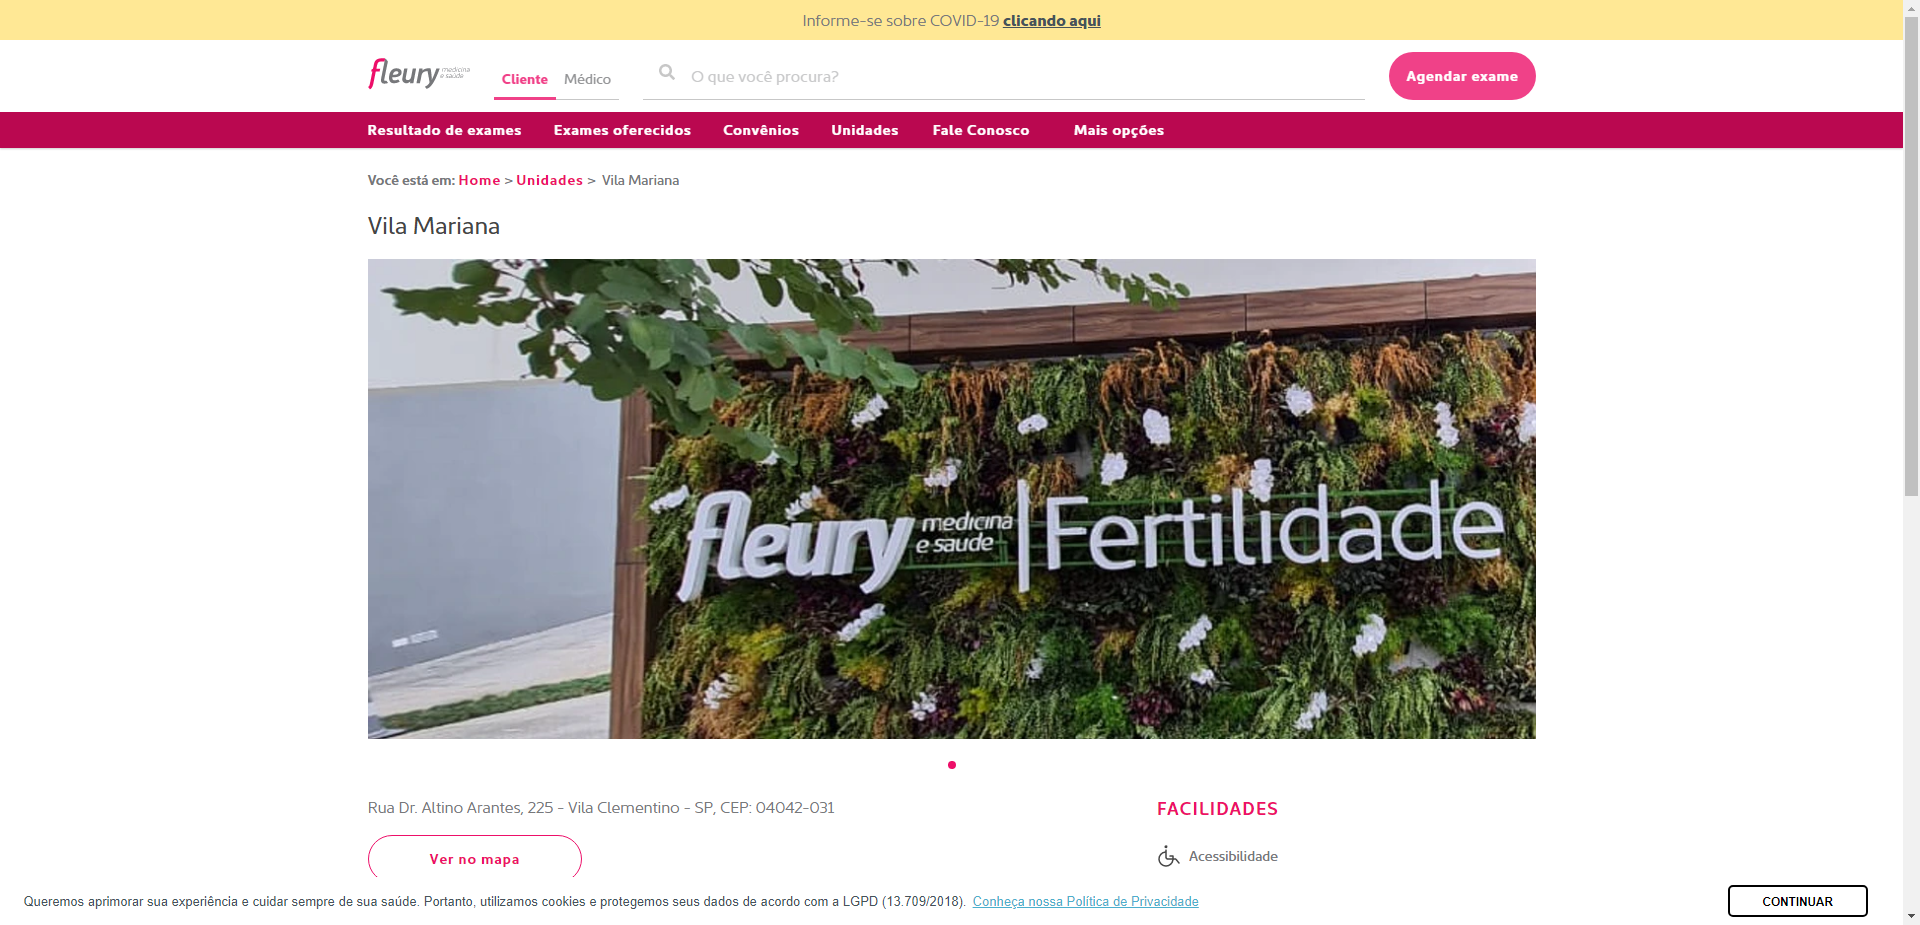 Informe-se sobre COVID-19 clicando aqui
fleury medicina e saúde
Cliente
Médico
O que você procura?
Agendar exame
Resultado de exames
Exames oferecidos
Convênios
Unidades
Fale Conosco
Mais opções
Você está em: Home > Unidades > Vila Mariana
Vila Mariana
fleury medicina e saúde | Fertilidade
Rua Dr. Altino Arantes, 225 - Vila Clementino - SP, CEP: 04042-031
FACILIDADES
Ver no mapa
Acessibilidade
Queremos aprimorar sua experiência e cuidar sempre de sua saúde. Portanto, utilizamos cookies e protegemos seus dados de acordo com a LGPD (13.709/2018). Conheça nossa Política de Privacidade
CONTINUAR